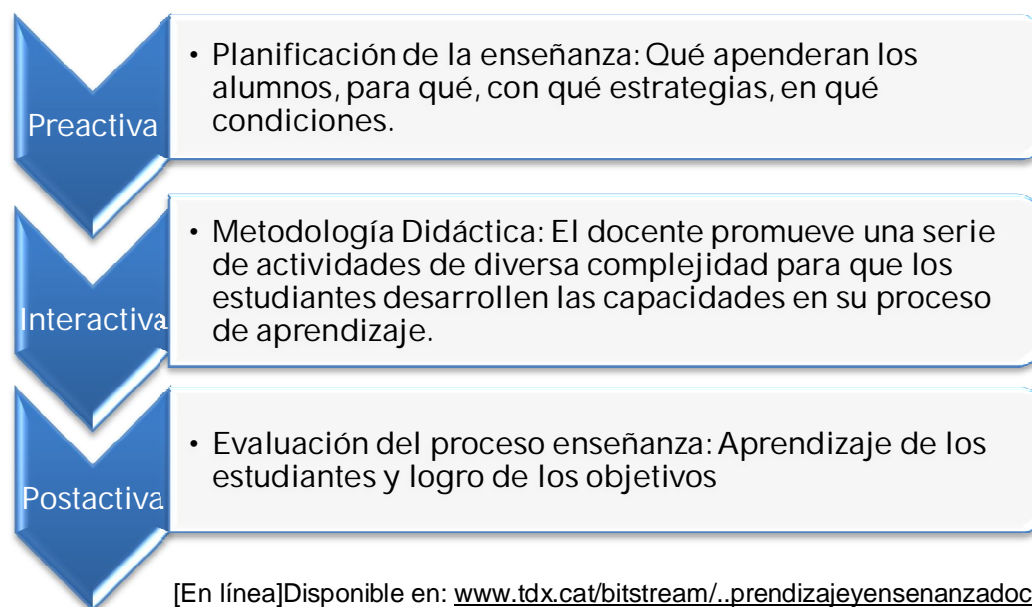 Preactiva
• Planificación de la enseñanza: Qué apenderan los
alumnos, para qué, con qué estrategias, en qué
condiciones.
Interactiva
• Metodología Didáctica: El docente promueve una serie
de actividades de diversa complejidad para que los
estudiantes desarrollen las capacidades en su proceso
de aprendizaje.
Postactiva
• Evaluación del proceso enseñanza: Aprendizaje de los
estudiantes y logro de los objetivos
[En línea]Disponible en: www.tdx.cat/bitstream/..prendizajeyensenanzadoc